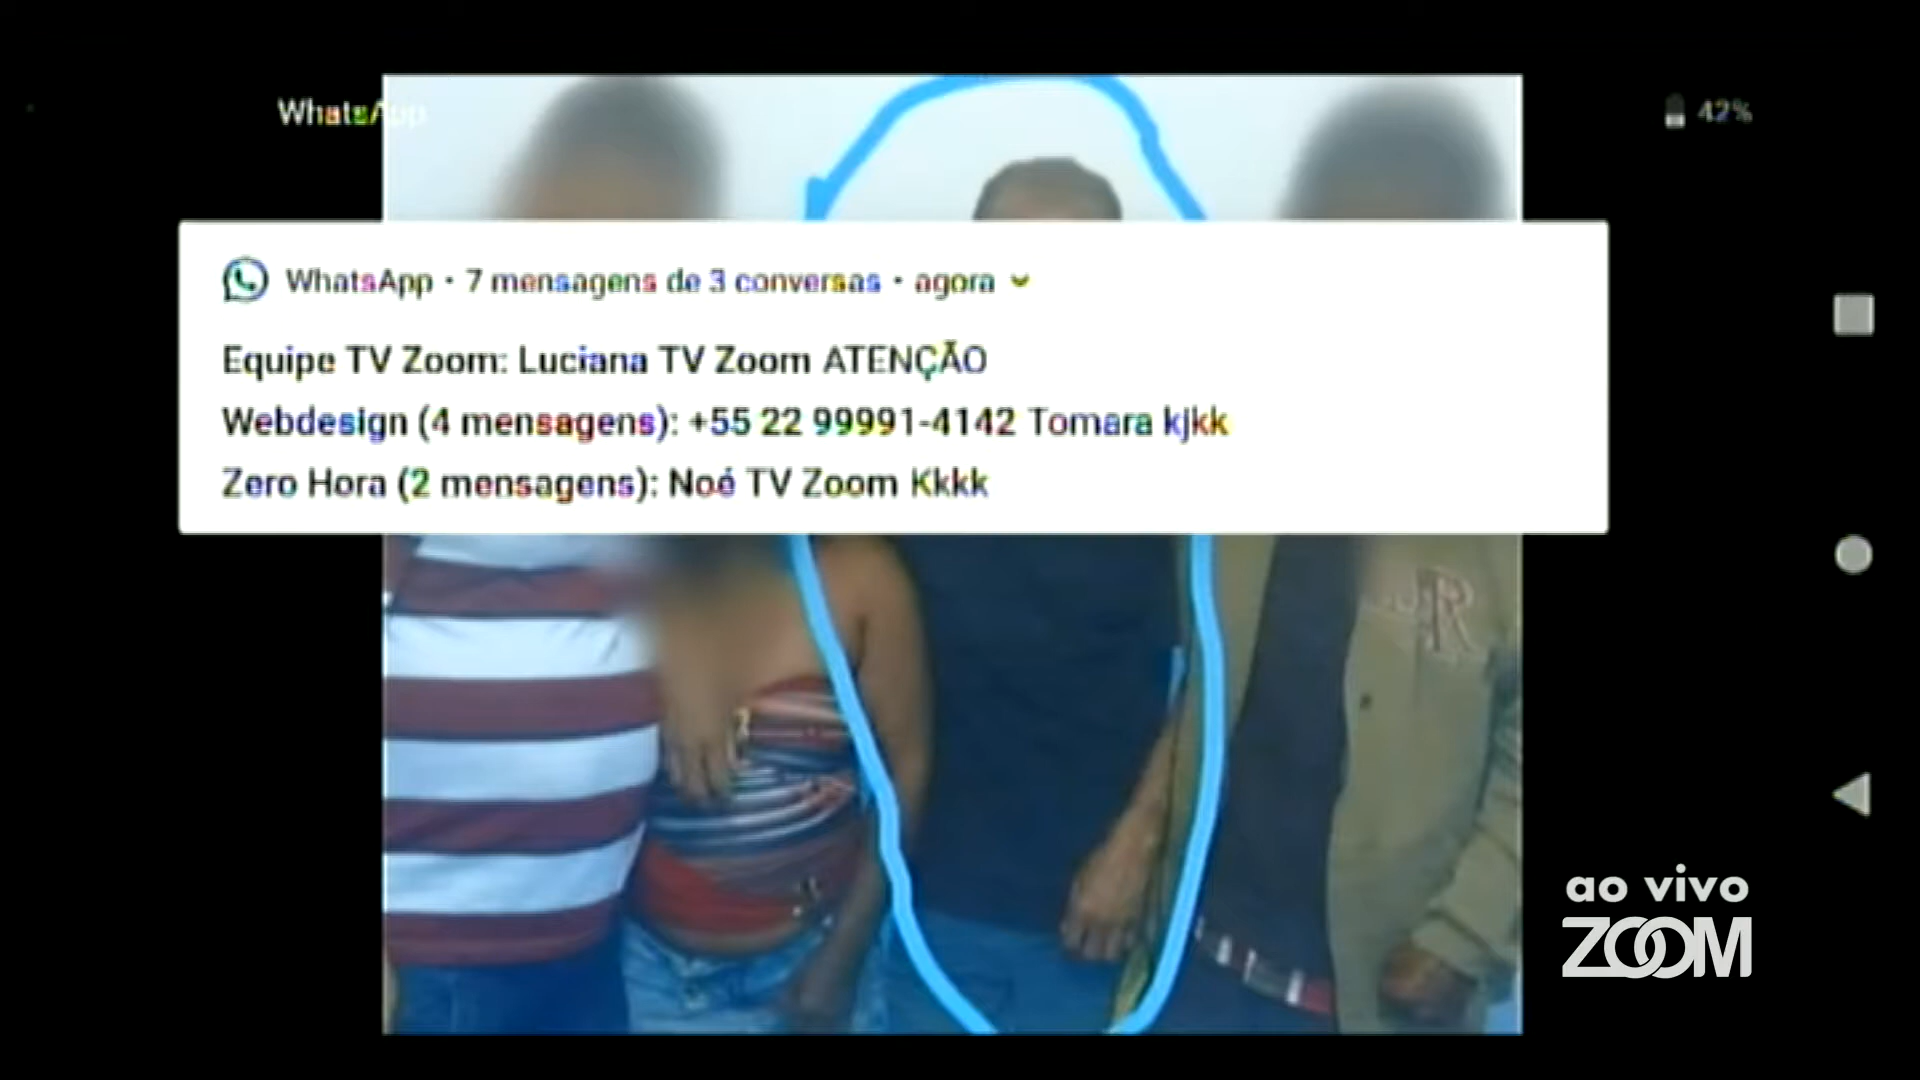 WhatsApp
42%
WhatsApp • 7 mensagens de 3 conversas • agora
Equipe TV Zoom: Luciana TV Zoom ATENÇÃO
Webdesign (4 mensagens): +55 22 99991-4142 Tomara kjkk
Zero Hora (2 mensagens): Noé TV Zoom Kkkk
ao vivo
ZOOM